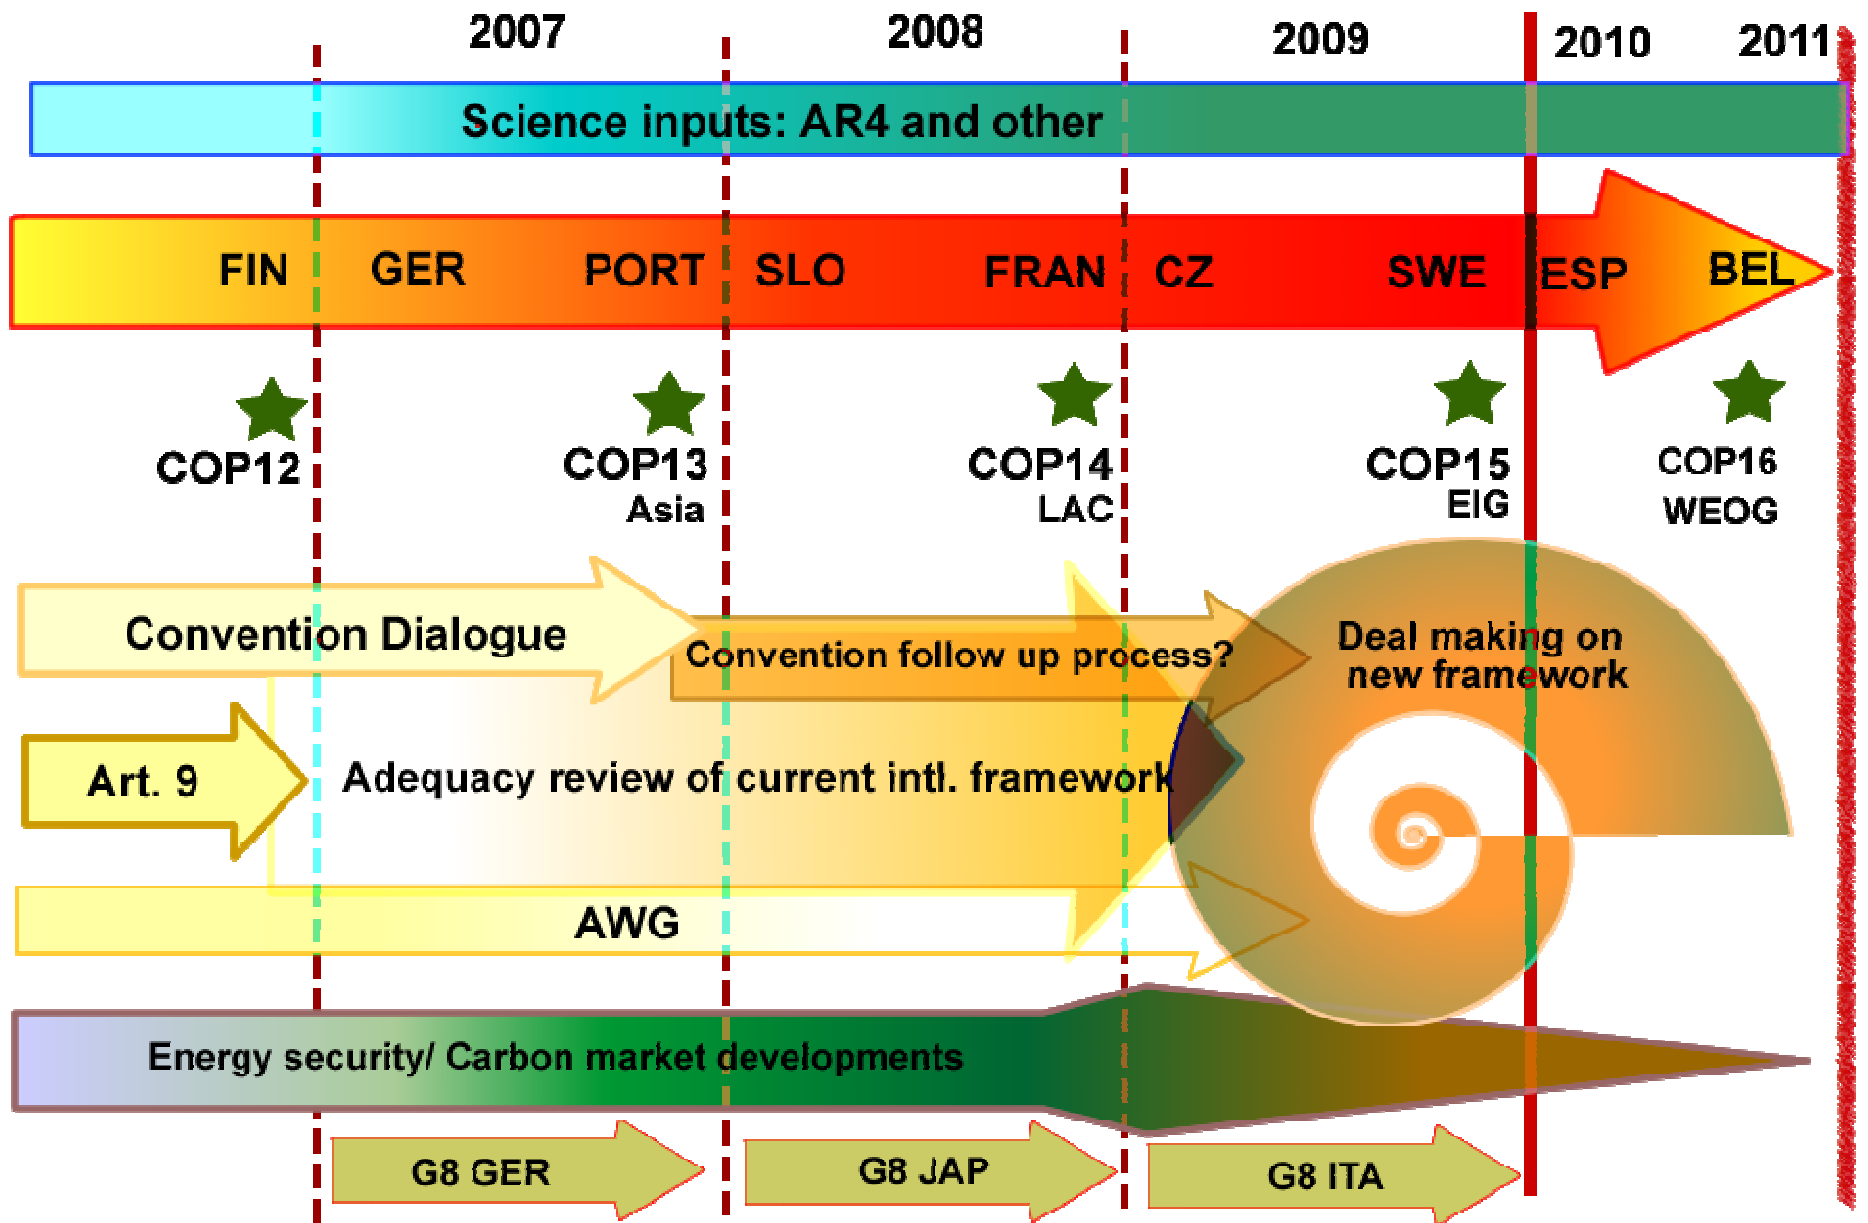 2007
2008
2009
2010
2011
Science inputs: AR4 and other
FIN
GER
PORT
SLO
FRAN
CZ
SWE
ESP
BEL
COP12
COP13
Asia
COP14
LAC
COP15
EIG
COP16
WEOG
Convention Dialogue
Convention follow up process?
Deal making on
new framework
Art. 9
Adequacy review of current intl. framework
AWG
Energy security/ Carbon market developments
G8 GER
G8 JAP
G8 ITA